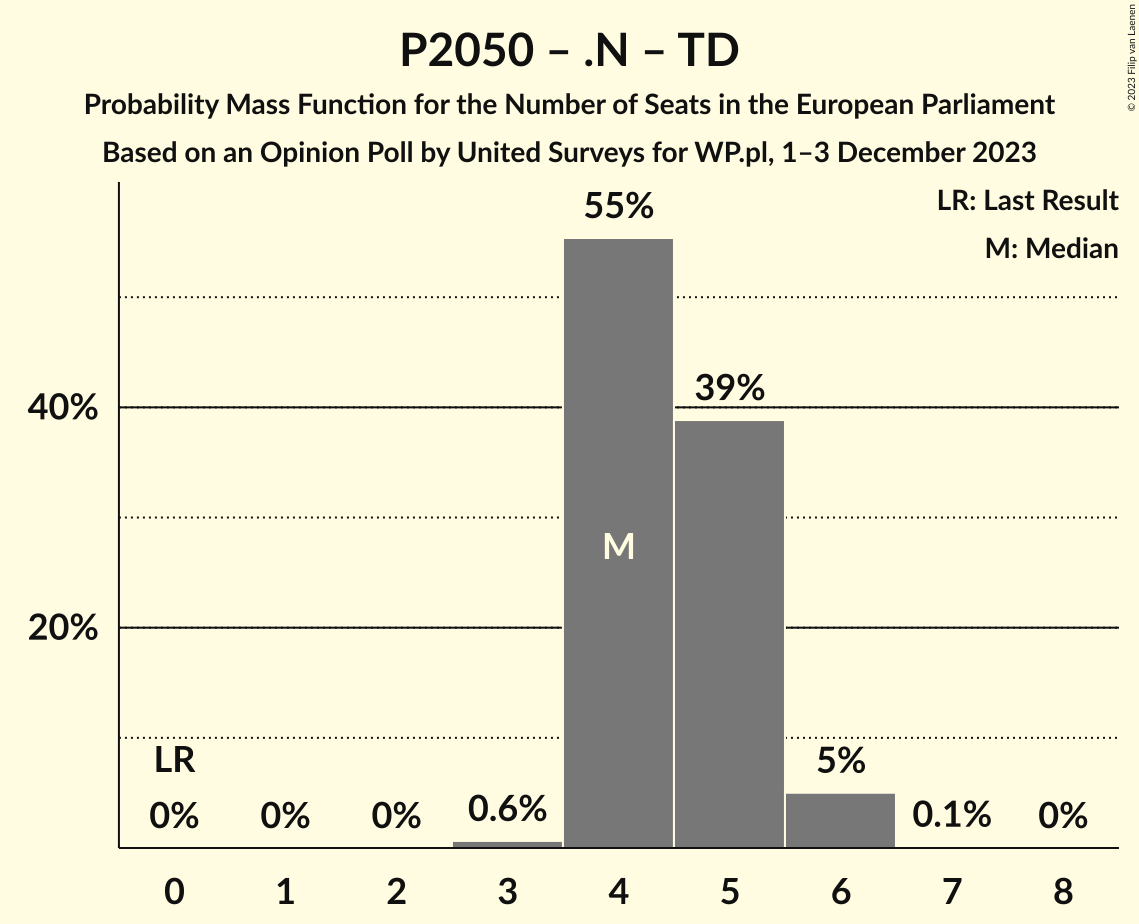 P2050 – .N – TD
Probability Mass Function for the Number of Seats in the European Parliament
Based on an Opinion Poll by United Surveys for WP.pl, 1–3 December 2023
© 2023 Filip van Laenen
LR: Last Result
M: Median
55%
39%
40%
M
20%
LR
5%
0%
0%
0%
0.6%
0.1%
0%
0 1 2 3 4 5 6 7 8